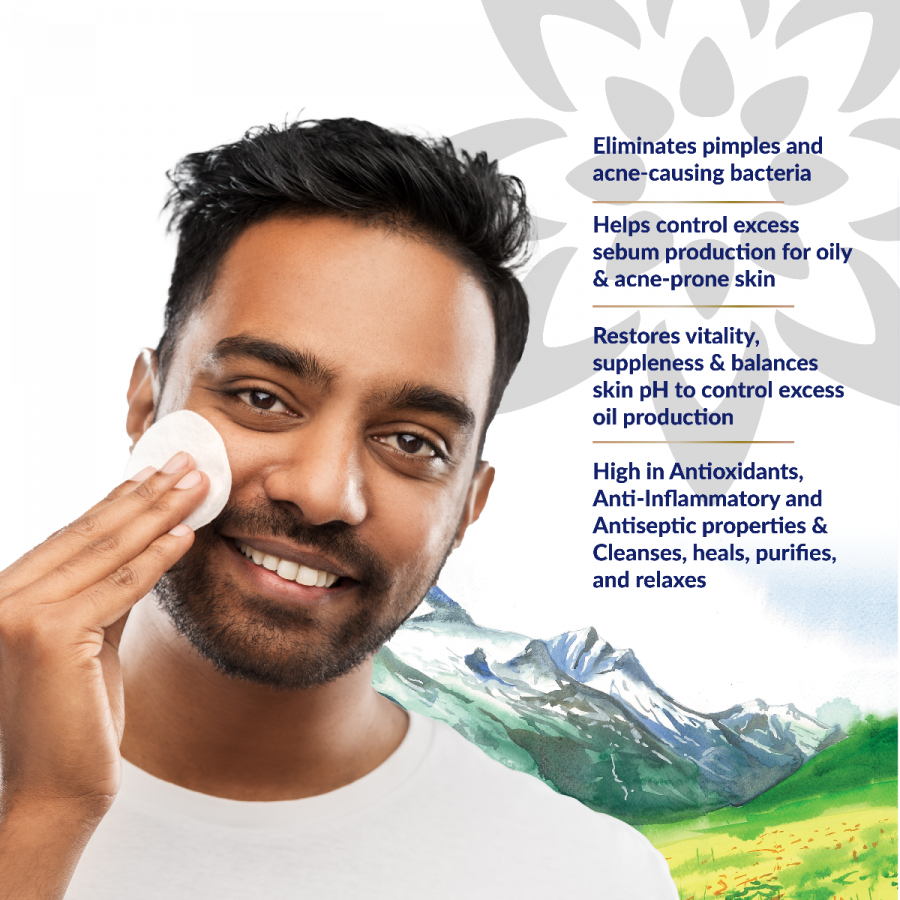 Eliminates pimples and
acne-causing bacteria
Helps control excess
sebum production for oily
& acne-prone skin
Restores vitality,
suppleness & balances
skin pH to control excess
oil production
High in Antioxidants,
Anti-Inflammatory and
Antiseptic properties &
Cleanses, heals, purifies,
and relaxes